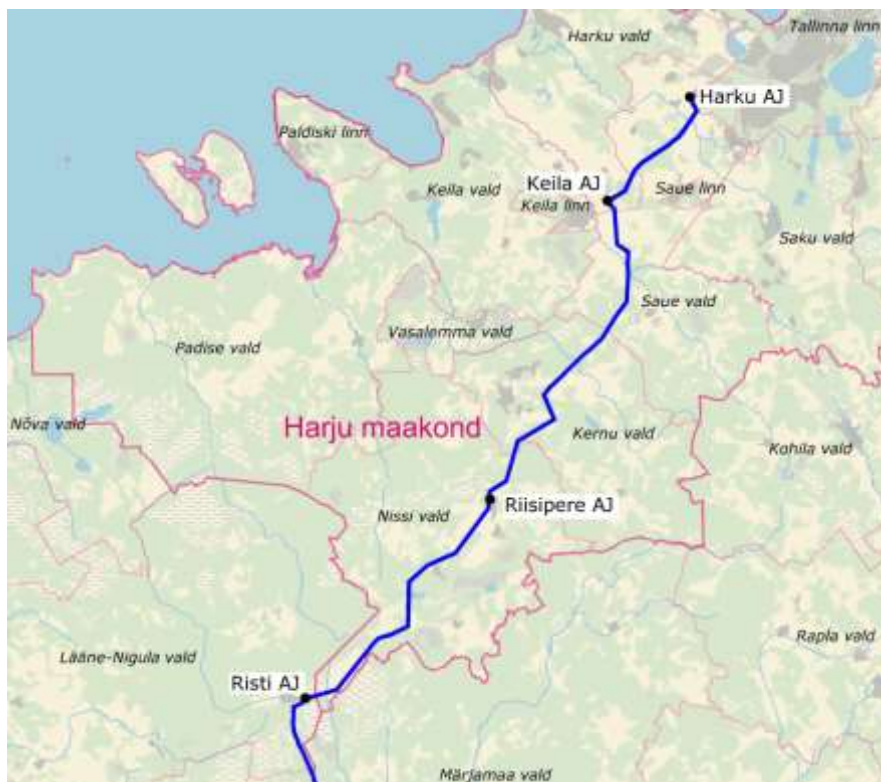 Tallinna linn
Harku vald
Harku AJ
Paldiski linn
Keila AJ
Keila vald
Saue linn
Keila linn
Saku vald
Saue vald
Vasalemma vald
Padise vald
Nõva vald
Harju maakond
Kernu vald
Kohila vald
Riisipere AJ
Nissi vald
Rapla vald
Lääne-Nigula vald
Risti AJ
Märjamaa vald